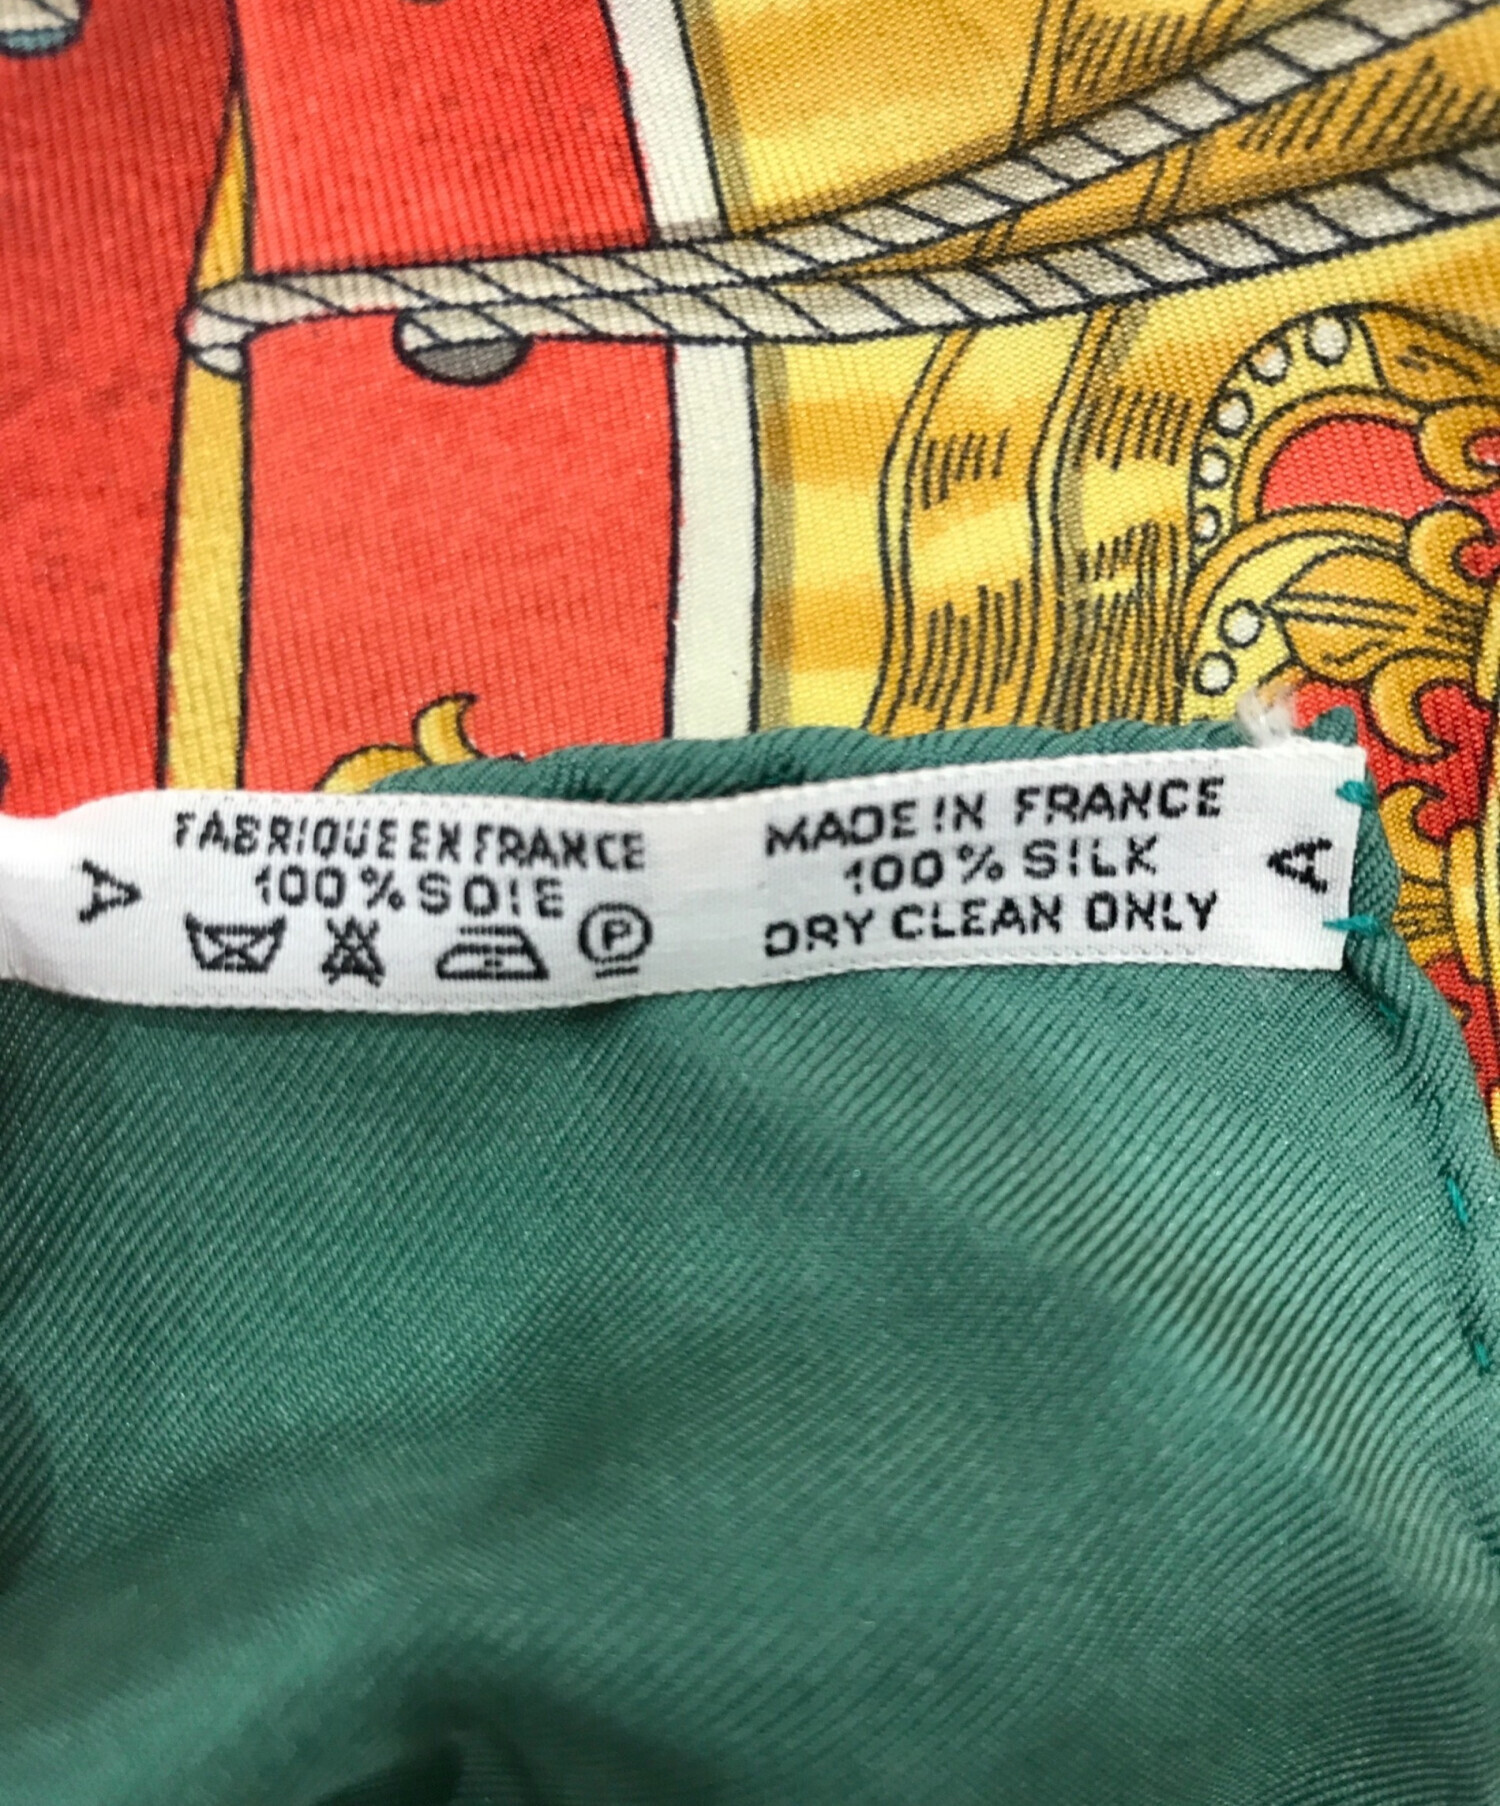 A
FABRIQUE EN FRANCE
100% SOIE
P
MADE IN FRANCE
100% SILK
DRY CLEAN ONLY
A